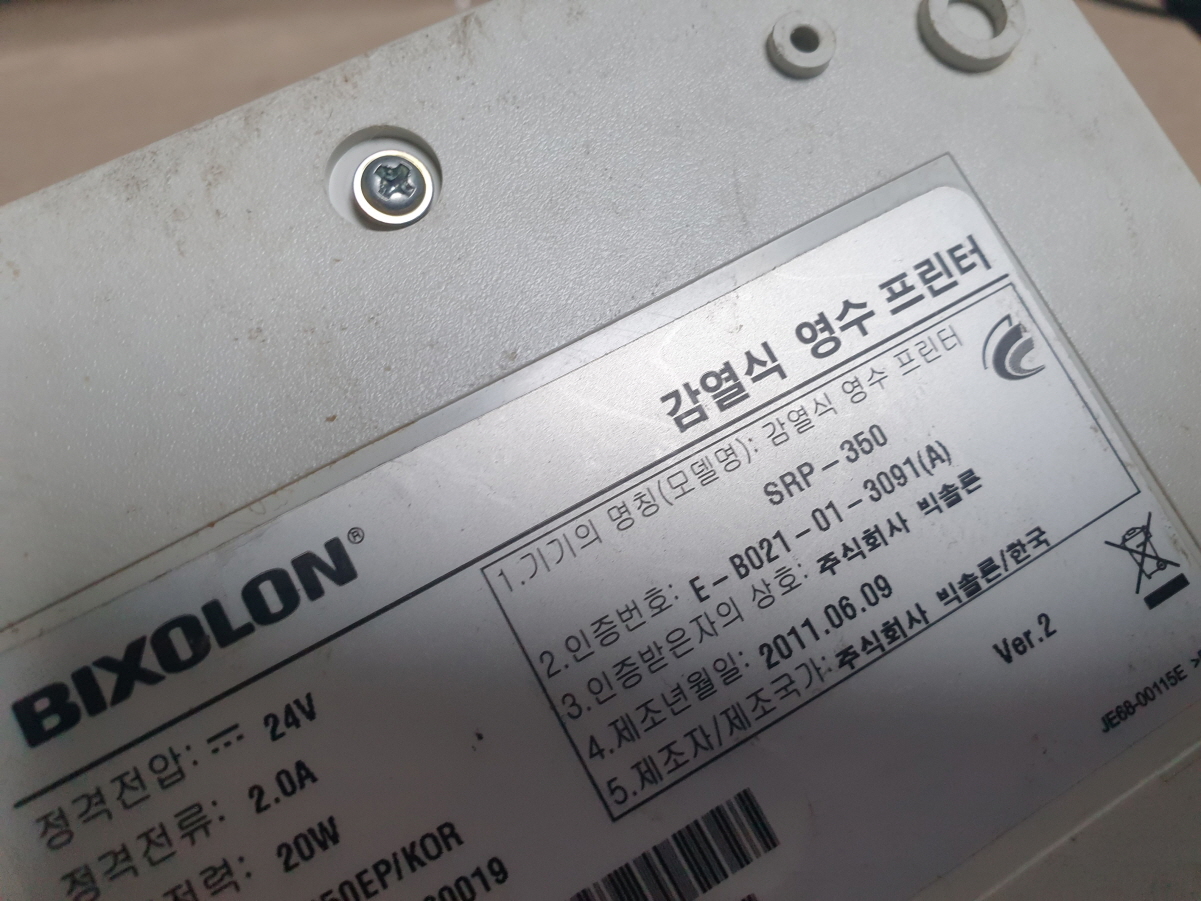 감열식 영수 프린터
BIXOLON®
정격전압: 24V
정격전류: 2.0A
20W
50EP/KOR
0019
1.기기의 명칭(모델명): 감열식 영수 프린터
SRP-350
2.인증번호: E-B021-01-3091(A)
3.인증받은자의 상호: 주식회사 빅솔론
4.제조년월일: 2011.06.09
5.제조자/제조국가: 주식회사 빅솔론/한국
Ver.2
JE68-00115E